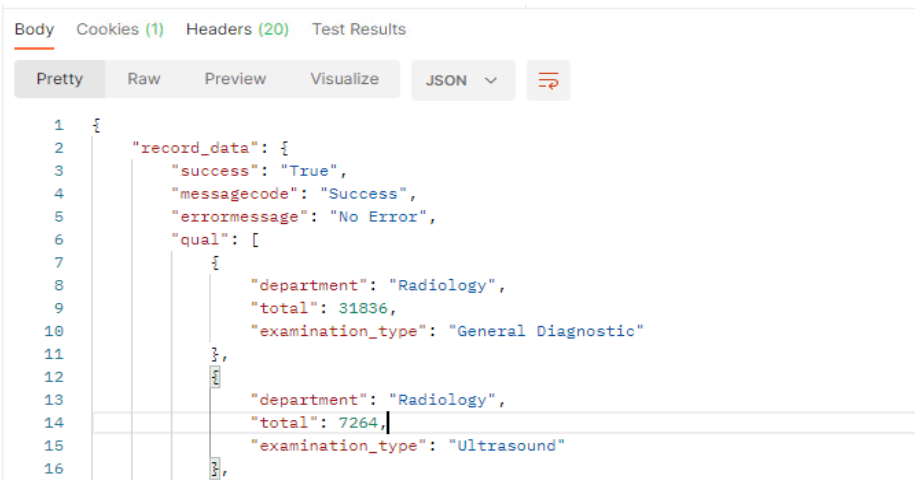 Body Cookies (1) Headers (20) Test Results
Pretty Raw Preview Visualize JSON
1 {
2 "record_data": {
3 "success": "True",
4 "messagecode": "Success",
5 "errormessage": "No Error",
6 "qual": [
7 {
8 "department": "Radiology",
9 "total": 31836,
10 "examination_type": "General Diagnostic"
11 },
12 {
13 "department": "Radiology",
14 "total": 7264,
15 "examination_type": "Ultrasound"
16 },